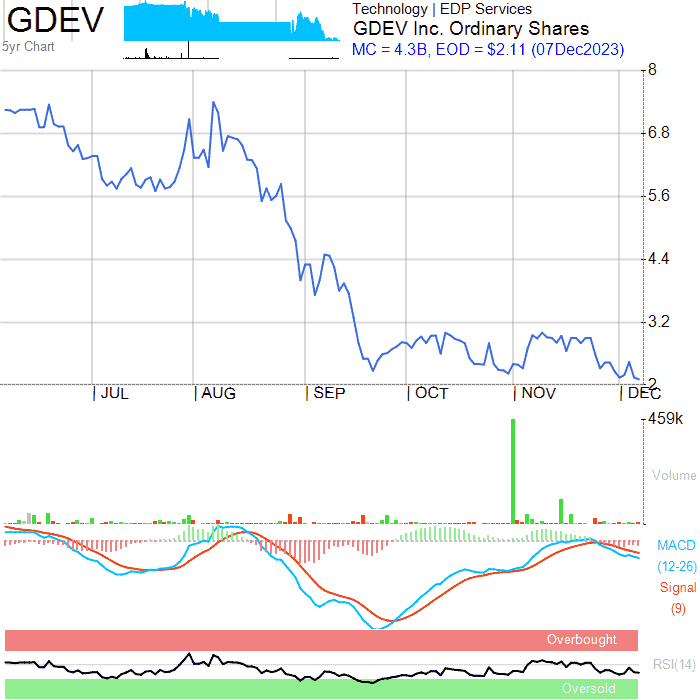 GDEV
5yr Chart
Technology | EDP Services
GDEV Inc. Ordinary Shares
MC = 4.3B, EOD = $2.11 (07Dec2023)
8
6.8
5.6
4.4
3.2
2
| JUL | AUG | SEP | OCT | NOV | DEC
459k
Volume
MACD
(12-26)
Signal
(9)
Overbought
RSI(14)
Oversold